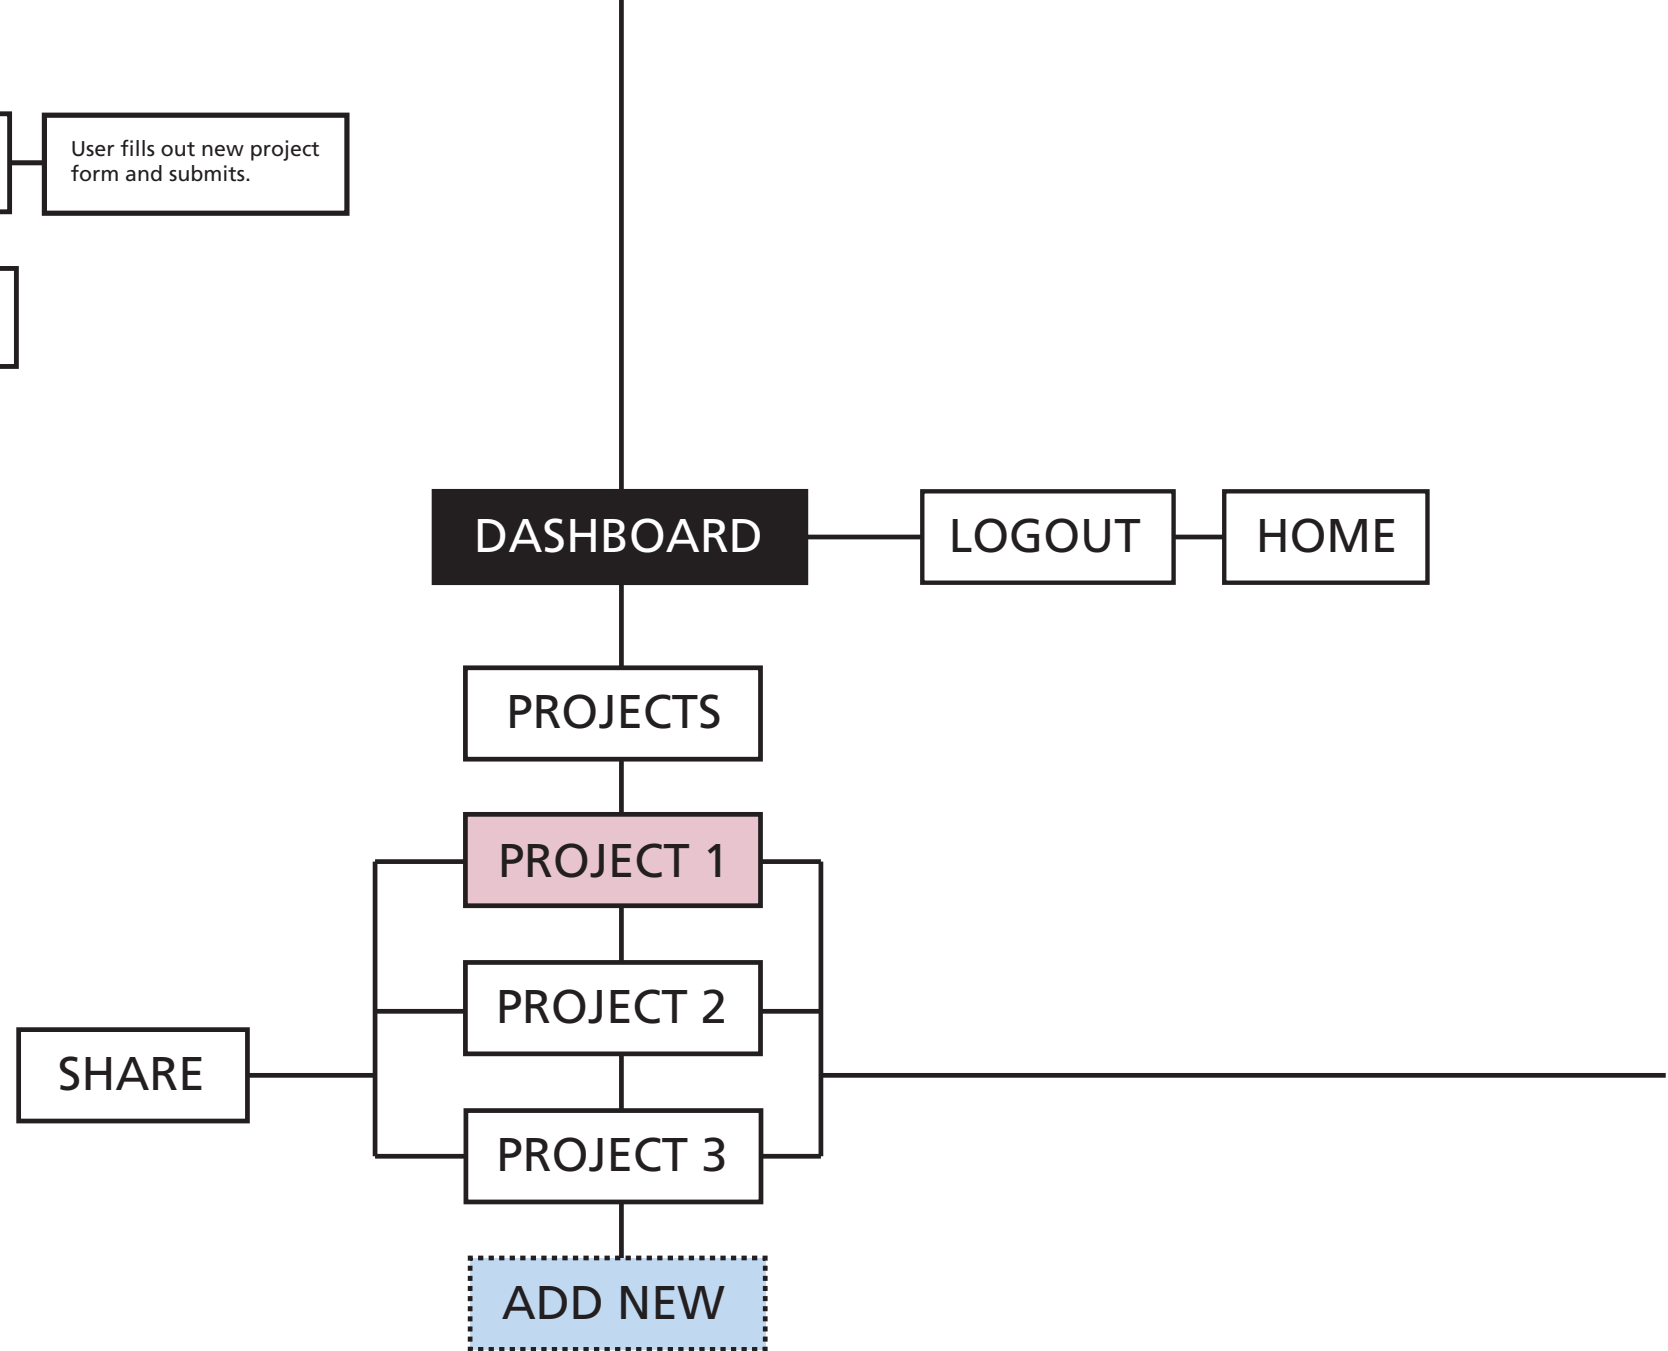 User fills out new project
form and submits.
DASHBOARD
LOGOUT
HOME
PROJECTS
PROJECT 1
PROJECT 2
SHARE
PROJECT 3
ADD NEW